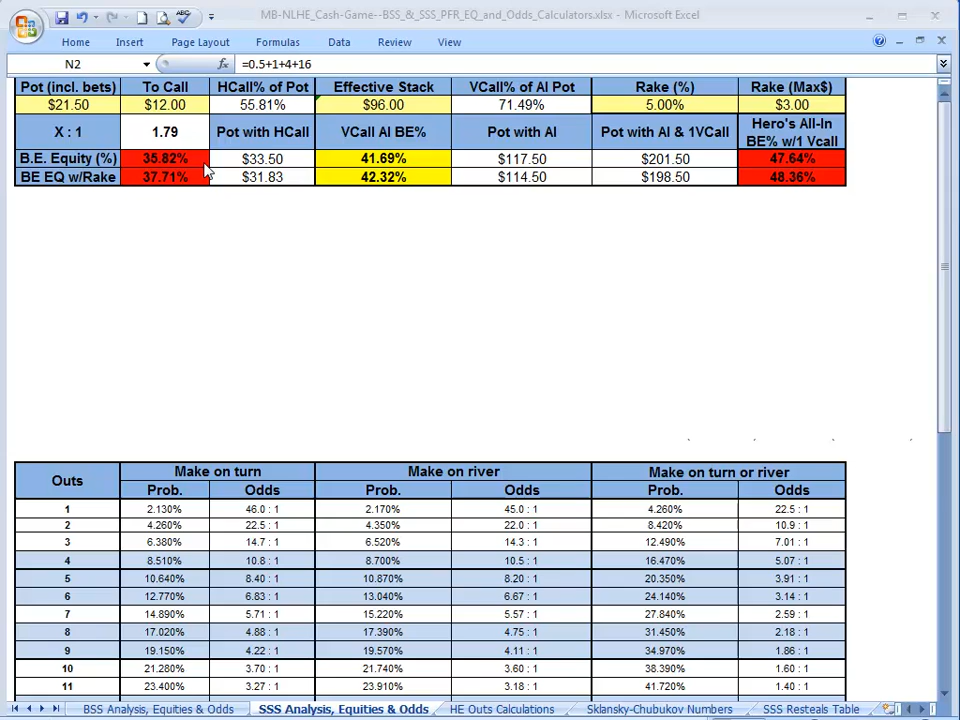 MB-NLHE_Cash-Game--BSS_&_SSS_PFR_EQ_and_Odds_Calculators.xlsx - Microsoft Excel
Home Insert Page Layout Formulas Data Review View
N2 fx =0.5+1+4+16
Pot (incl. bets) To Call HCall% of Pot Effective Stack VCall% of AI Pot Rake (%) Rake (Max$)
$21.50 $12.00 55.81% $96.00 71.49% 5.00% $3.00
X : 1 1.79 Pot with HCall VCall AI BE% Pot with AI Pot with AI & 1VCall Hero's All-In
BE% w/1 Vcall
B.E. Equity (%) 35.82% $33.50 41.69% $117.50 $201.50 47.64%
BE EQ w/Rake 37.71% $31.83 42.32% $114.50 $198.50 48.36%
Outs Make on turn Make on river Make on turn or river
Prob. Odds Prob. Odds Prob. Odds
1 2.130% 46.0 : 1 2.170% 45.0 : 1 4.260% 22.5 : 1
2 4.260% 22.5 : 1 4.350% 22.0 : 1 8.420% 10.9 : 1
3 6.380% 14.7 : 1 6.520% 14.3 : 1 12.490% 7.01 : 1
4 8.510% 10.8 : 1 8.700% 10.5 : 1 16.470% 5.07 : 1
5 10.640% 8.40 : 1 10.870% 8.20 : 1 20.350% 3.91 : 1
6 12.770% 6.83 : 1 13.040% 6.67 : 1 24.140% 3.14 : 1
7 14.890% 5.71 : 1 15.220% 5.57 : 1 27.840% 2.59 : 1
8 17.020% 4.88 : 1 17.390% 4.75 : 1 31.450% 2.18 : 1
9 19.150% 4.22 : 1 19.570% 4.11 : 1 34.970% 1.86 : 1
10 21.280% 3.70 : 1 21.740% 3.60 : 1 38.390% 1.60 : 1
11 23.400% 3.27 : 1 23.910% 3.18 : 1 41.720% 1.40 : 1
BSS Analysis, Equities & Odds SSS Analysis, Equities & Odds HE Outs Calculations Sklansky-Chubukov Numbers SSS Resteals Table